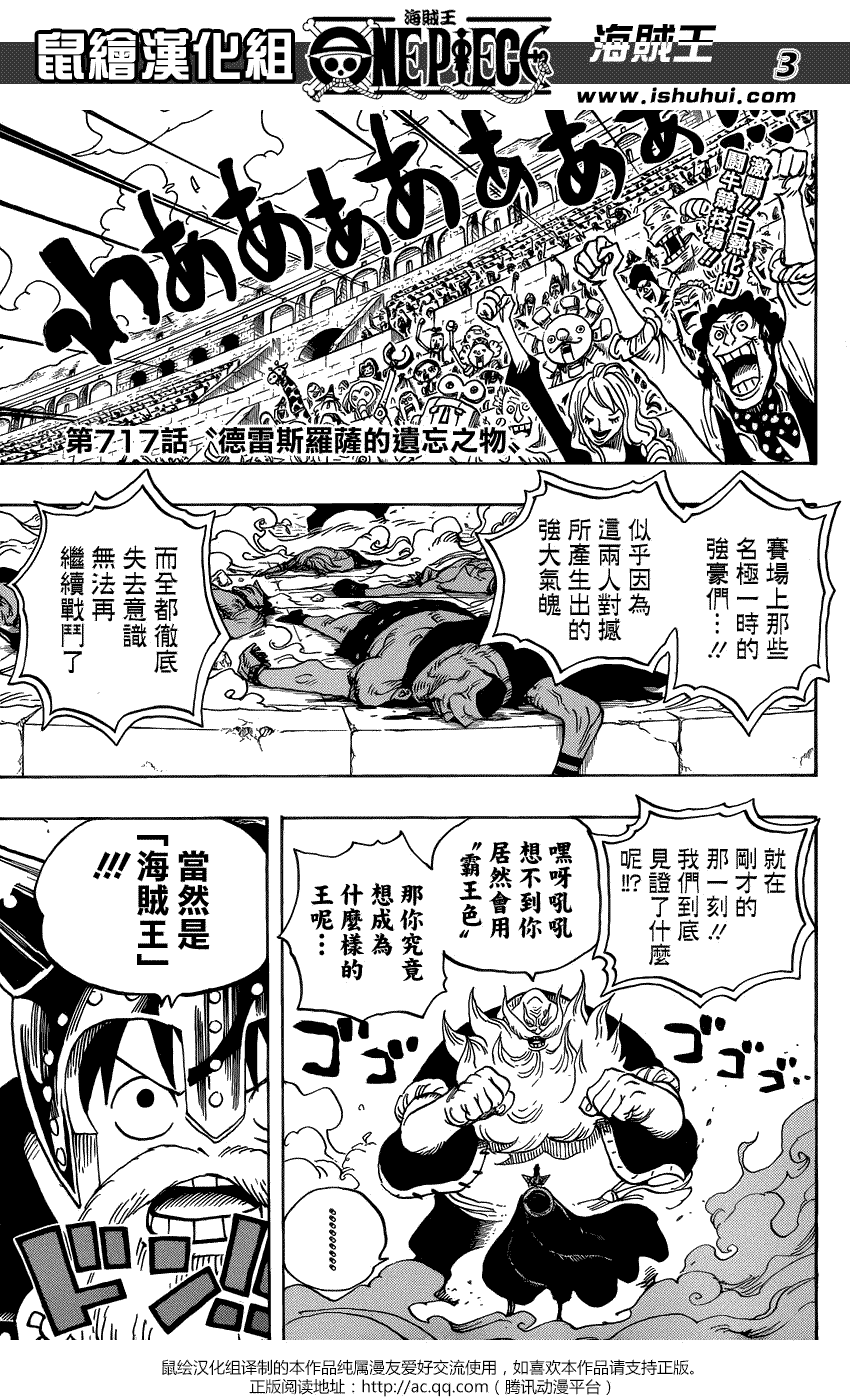 鼠繪漢化組
海賊王
ONE PIECE
海賊王
3
www.ishuhui.com
わああああああああ!!!
激鬪!!白熱化的
鬪牛競技場!!
第717話〝德雷斯羅薩的遺忘之物〟
賽場上那些
名極一時的
強豪們…!!
似乎因為
這兩人對撼
所產生出的
強大氣魄
而全都徹底
失去意識
無法再
繼續戰鬥了
就在
剛才的
那一刻!!
我們到底
見證了什麼
呢!!?
嘿呀吼吼
想不到你
居然會用
〝霸王色〟
那你究竟
想成為
什麼樣的
王呢…
ゴゴゴ
ゴゴ
………
當然是
「海賊王」
!!!
ドン!!
鼠绘汉化组译制的本作品纯属漫友爱好交流使用，如喜欢本作品请支持正版。
正版阅读地址：http://ac.qq.com（腾讯动漫平台）